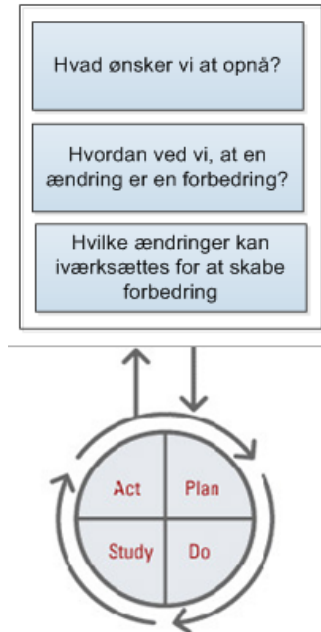 Hvad ønsker vi at opnå?
Hvordan ved vi, at en
ændring er en forbedring?
Hvilke ændringer kan
iværksættes for at skabe
forbedring
Act Plan
Study Do